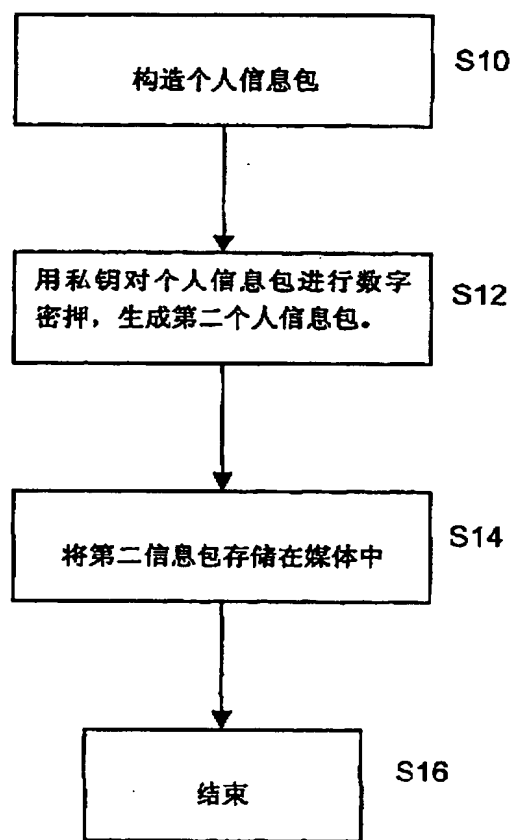 构造个人信息包
S10
用私钥对个人信息包进行数字
密押，生成第二个人信息包。
S12
将第二信息包存储在媒体中
S14
结束
S16